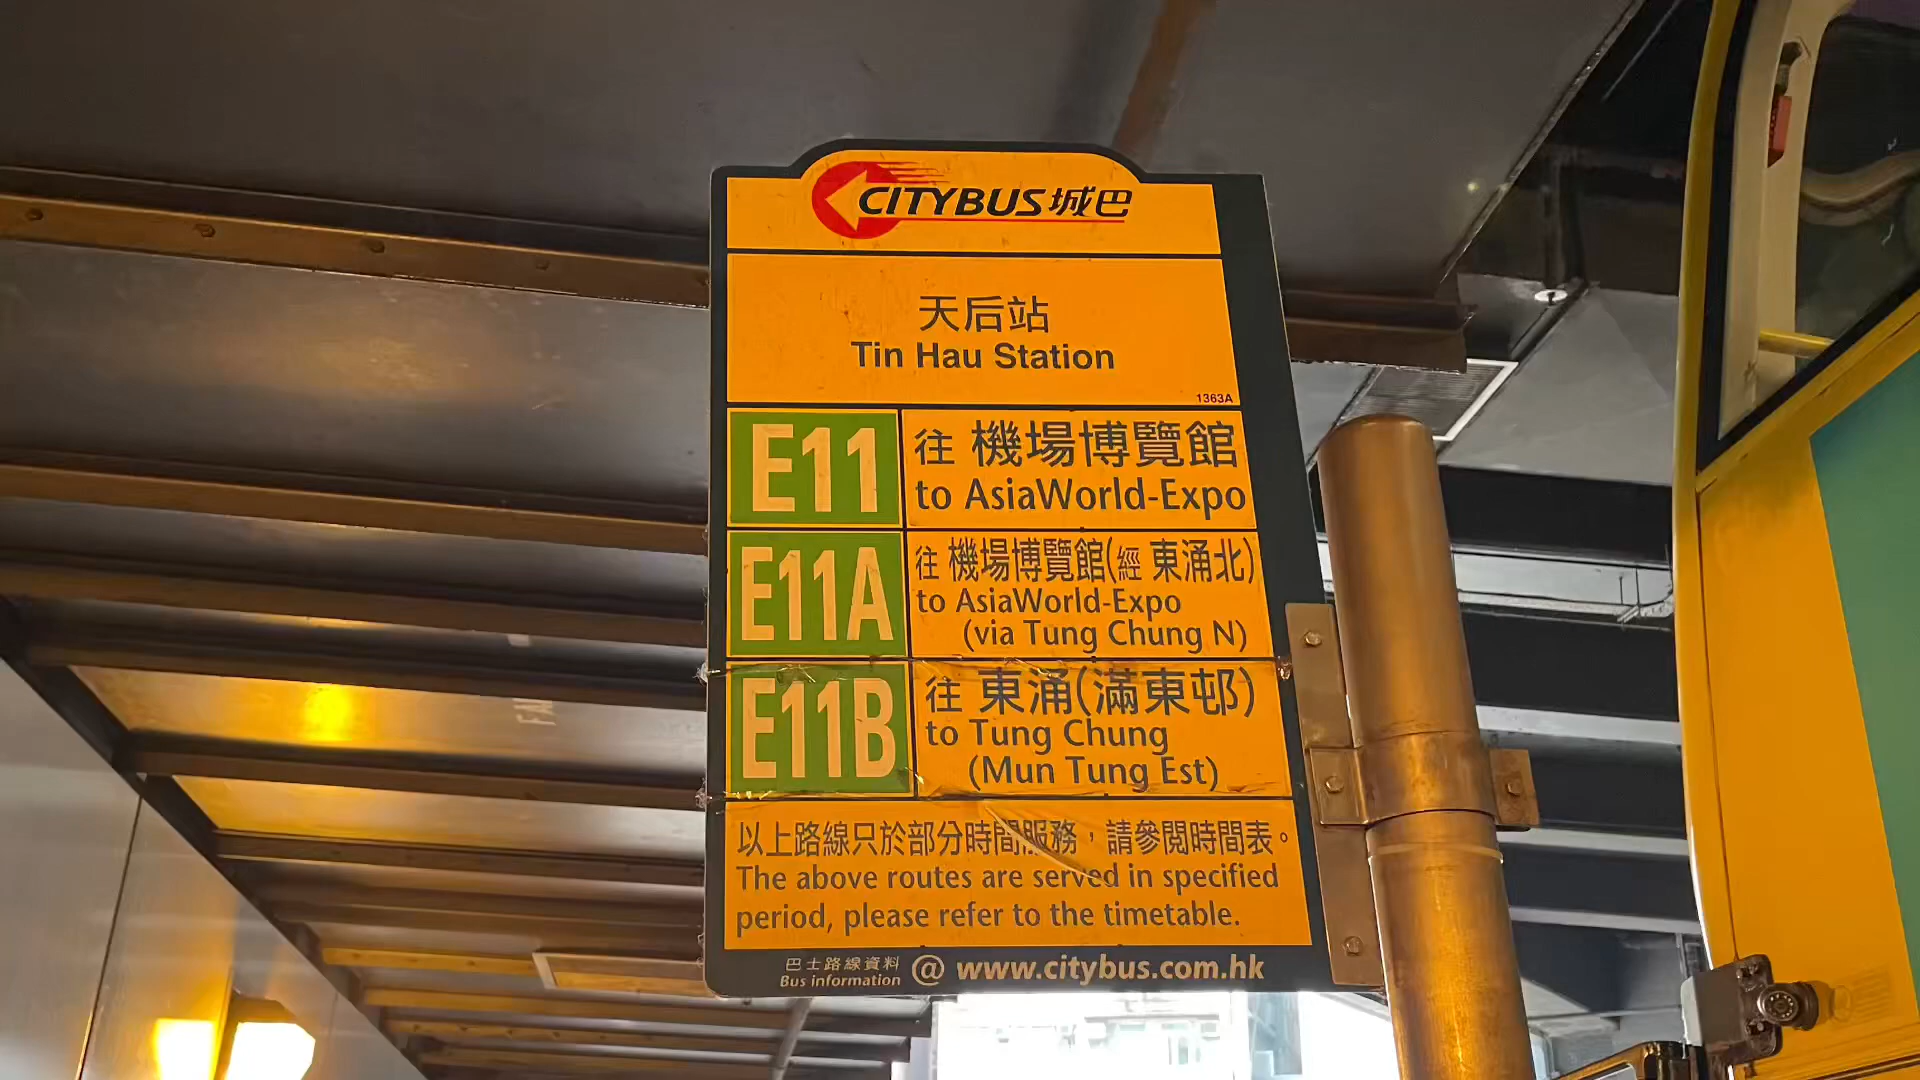 CITYBUS 城巴
天后站
Tin Hau Station
1363A
E11
往 機場博覽館
to AsiaWorld-Expo
E11A
往 機場博覽館(經 東涌北)
to AsiaWorld-Expo
(via Tung Chung N)
E11B
往 東涌(滿東邨)
to Tung Chung
(Mun Tung Est)
以上路線只於部分時間服務，請參閱時間表。
The above routes are served in specified
period, please refer to the timetable.
巴士路線資料
Bus information @ www.citybus.com.hk